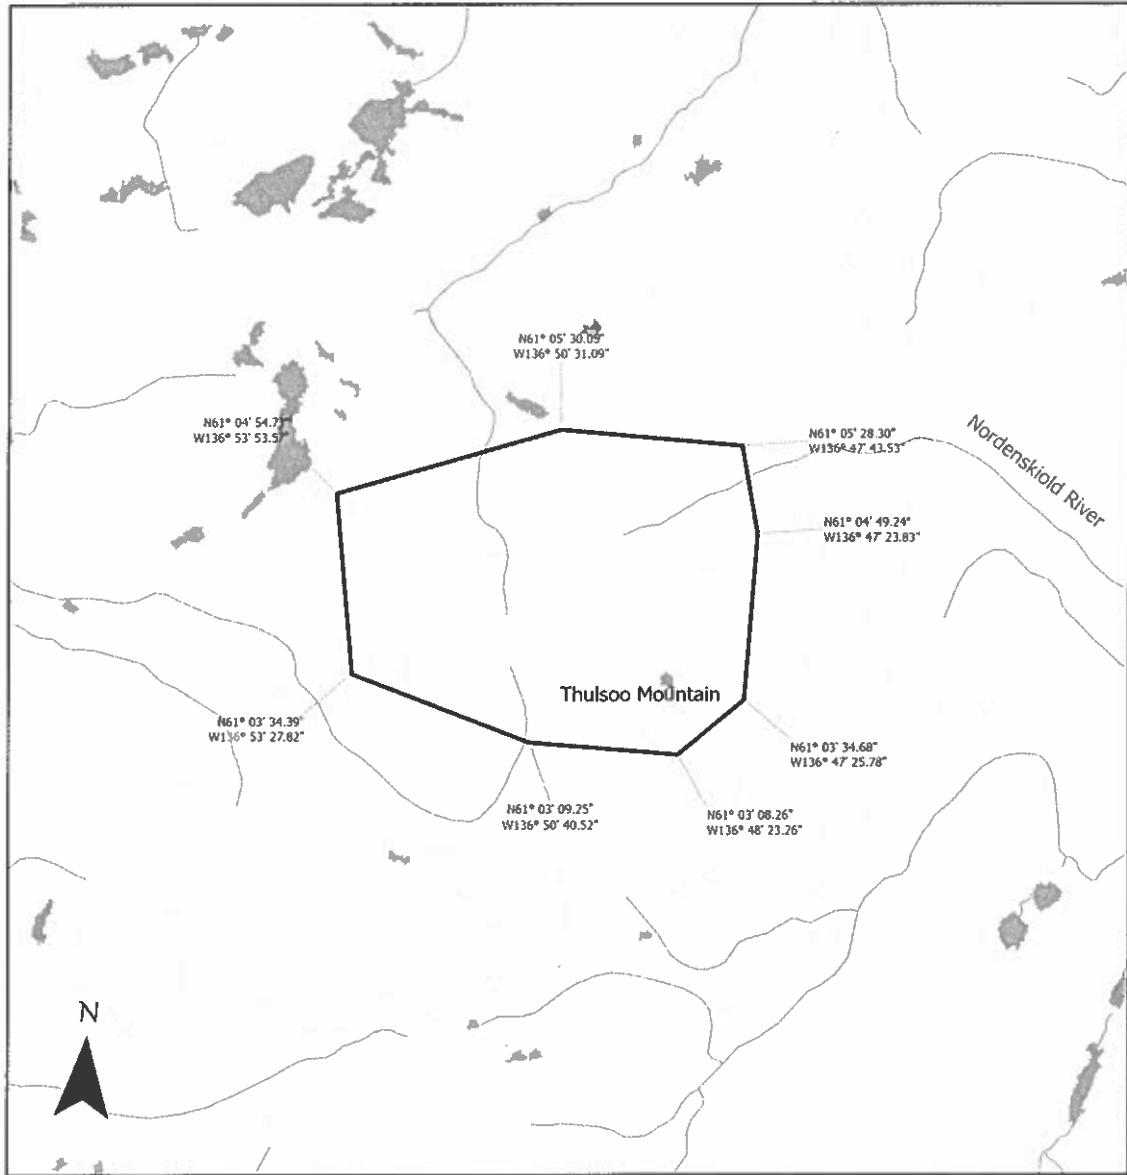 N61° 05' 30.09"
W136° 50' 31.09"
N61° 04' 54.71"
W136° 53' 53.57"
N61° 05' 28.30"
W136° 47' 43.53"
Nordenskiold River
N61° 04' 49.24"
W136° 47' 23.83"
Thulsoo Mountain
N61° 03' 34.39"
W136° 53' 27.82"
N61° 03' 34.68"
W136° 47' 25.78"
N61° 03' 09.25"
W136° 50' 40.52"
N61° 03' 08.26"
W136° 48' 23.26"
N